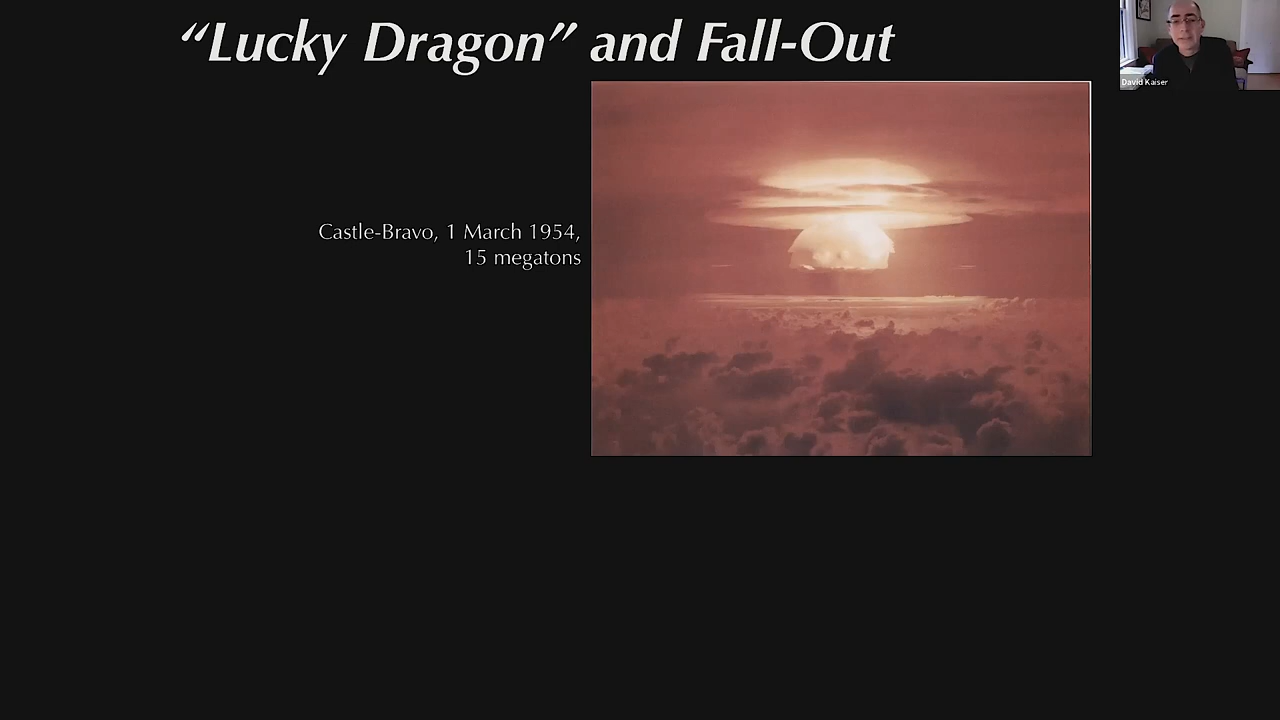 “Lucky Dragon” and Fall-Out
David Kaiser
Castle-Bravo, 1 March 1954,
15 megatons